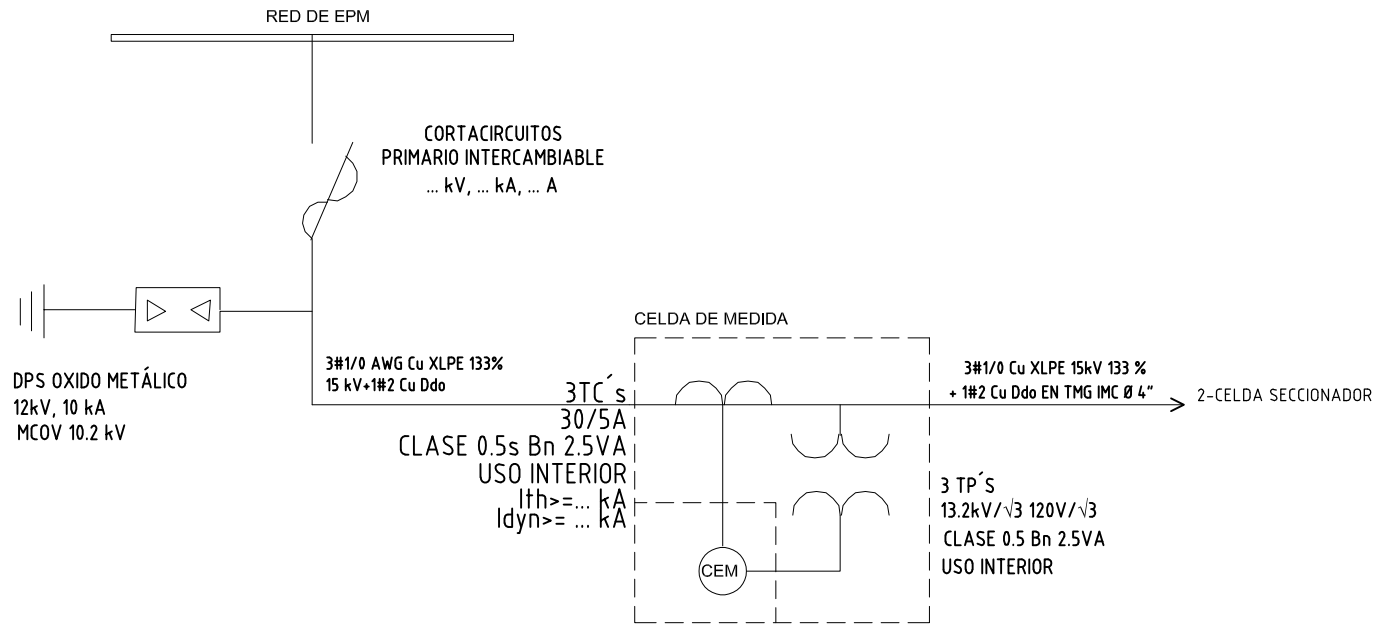 RED DE EPM
CORTACIRCUITOS
PRIMARIO INTERCAMBIABLE
... kV, ... kA, ... A
DPS OXIDO METÁLICO
12kV, 10 kA
MCOV 10.2 kV
3#1/0 AWG Cu XLPE 133%
15 kV+1#2 Cu Ddo
3TC´s
30/5A
CLASE 0.5s Bn 2.5VA
USO INTERIOR
Ith>=... kA
Idyn>= ... kA
CELDA DE MEDIDA
CEM
3#1/0 Cu XLPE 15kV 133 %
+ 1#2 Cu Ddo EN TMG IMC Ø 4"
2-CELDA SECCIONADOR
3 TP´S
13.2kV/√3 120V/√3
CLASE 0.5 Bn 2.5VA
USO INTERIOR